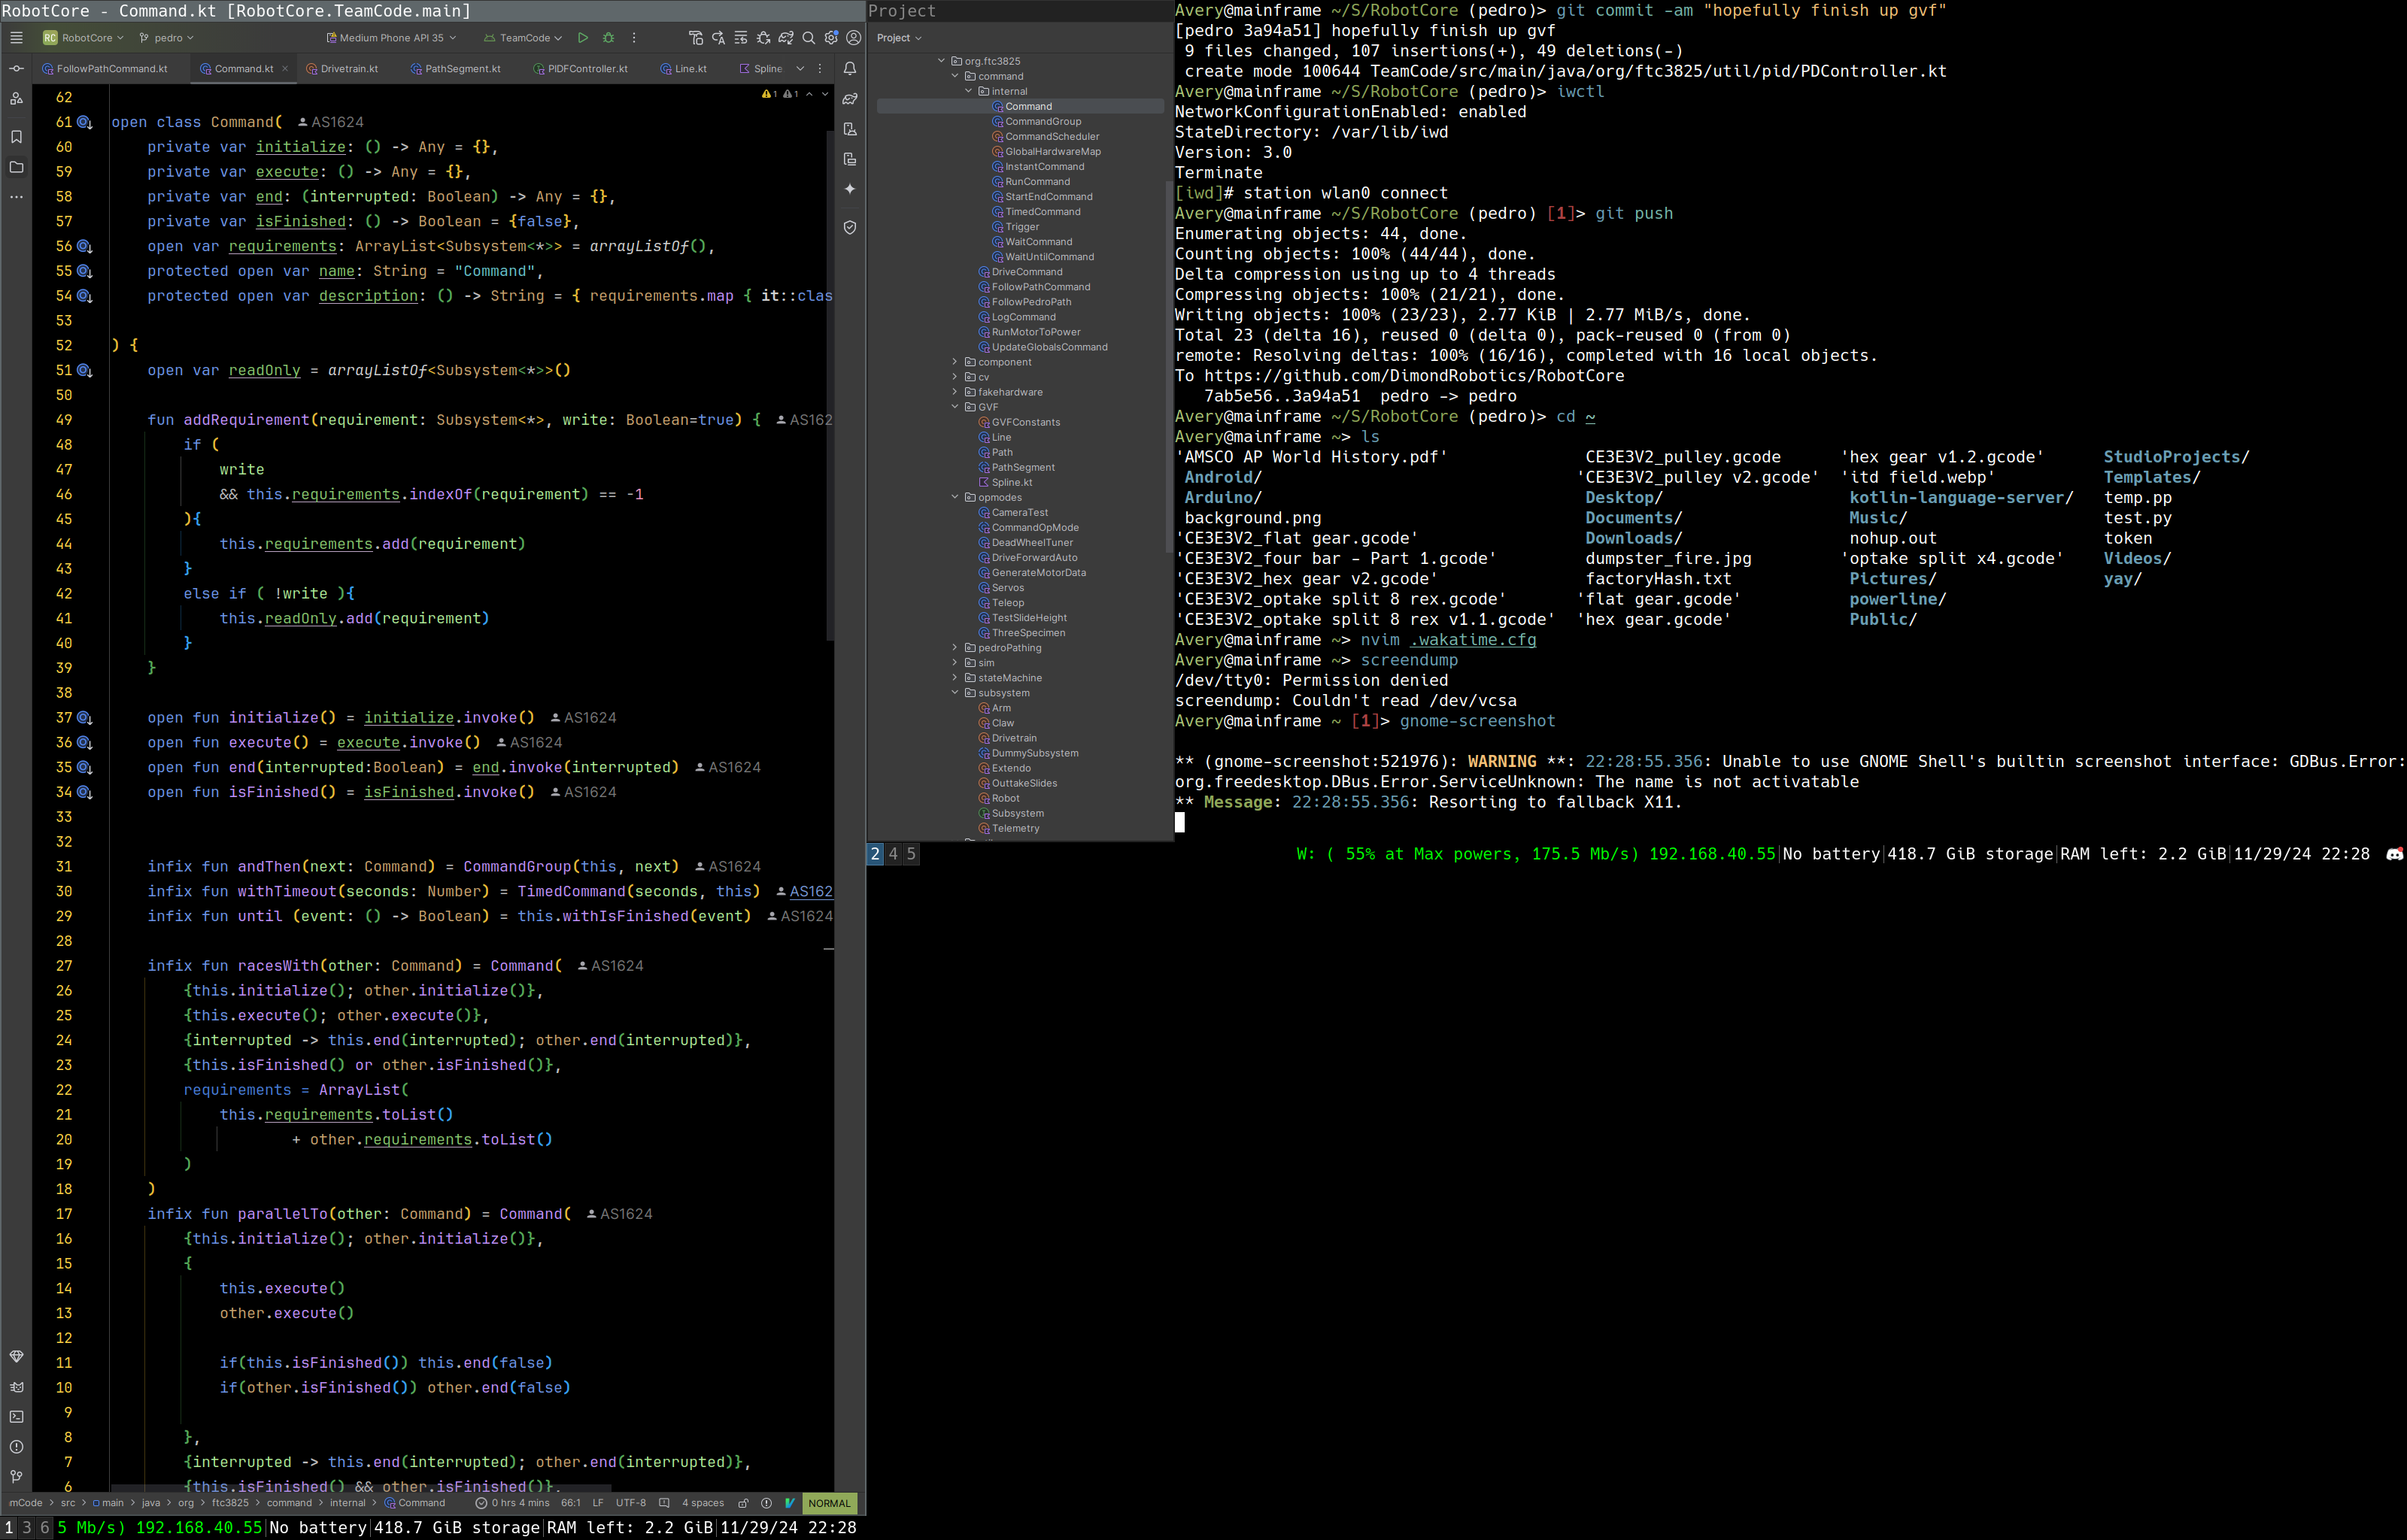 RobotCore - Command.kt [RobotCore.TeamCode.main]
RC RobotCore pedro Medium Phone API 35 TeamCode
FollowPathCommand.kt Command.kt Drivetrain.kt PathSegment.kt PIDFController.kt Line.kt Spline
1 1
62
61 open class Command( AS1624
60 private var initialize: () -> Any = {},
59 private var execute: () -> Any = {},
58 private var end: (interrupted: Boolean) -> Any = {},
57 private var isFinished: () -> Boolean = {false},
56 open var requirements: ArrayList<Subsystem<*>> = arrayListOf(),
55 protected open var name: String = "Command",
54 protected open var description: () -> String = { requirements.map { it::clas
53
52 ) {
51 open var readOnly = arrayListOf<Subsystem<*>>()
50
49 fun addRequirement(requirement: Subsystem<*>, write: Boolean=true) { AS162
48 if (
47 write
46 && this.requirements.indexOf(requirement) == -1
45 ){
44 this.requirements.add(requirement)
43 }
42 else if ( !write ){
41 this.readOnly.add(requirement)
40 }
39 }
38
37 open fun initialize() = initialize.invoke() AS1624
36 open fun execute() = execute.invoke() AS1624
35 open fun end(interrupted:Boolean) = end.invoke(interrupted) AS1624
34 open fun isFinished() = isFinished.invoke() AS1624
33
32
31 infix fun andThen(next: Command) = CommandGroup(this, next) AS1624
30 infix fun withTimeout(seconds: Number) = TimedCommand(seconds, this) AS162
29 infix fun until (event: () -> Boolean) = this.withIsFinished(event) AS1624
28
27 infix fun racesWith(other: Command) = Command( AS1624
26 {this.initialize(); other.initialize()},
25 {this.execute(); other.execute()},
24 {interrupted -> this.end(interrupted); other.end(interrupted)},
23 {this.isFinished() or other.isFinished()},
22 requirements = ArrayList(
21 this.requirements.toList()
20 + other.requirements.toList()
19 )
18 )
17 infix fun parallelTo(other: Command) = Command( AS1624
16 {this.initialize(); other.initialize()},
15 {
14 this.execute()
13 other.execute()
12
11 if(this.isFinished()) this.end(false)
10 if(other.isFinished()) other.end(false)
9
8 },
7 {interrupted -> this.end(interrupted); other.end(interrupted)},
6 {this.isFinished() && other.isFinished()},
mCode > src > main > java > org > ftc3825 > command > internal > Command 0 hrs 4 mins 66:1 LF UTF-8 4 spaces NORMAL
1 3 6 5 Mb/s) 192.168.40.55|No battery|418.7 GiB storage|RAM left: 2.2 GiB|11/29/24 22:28
Project
Project
org.ftc3825
command
internal
Command
CommandGroup
CommandScheduler
GlobalHardwareMap
InstantCommand
RunCommand
StartEndCommand
TimedCommand
Trigger
WaitCommand
WaitUntilCommand
DriveCommand
FollowPathCommand
FollowPedroPath
LogCommand
RunMotorToPower
UpdateGlobalsCommand
component
cv
fakehardware
GVF
GVFConstants
Line
Path
PathSegment
Spline.kt
opmodes
CameraTest
CommandOpMode
DeadWheelTuner
DriveForwardAuto
GenerateMotorData
Servos
Teleop
TestSlideHeight
ThreeSpecimen
pedroPathing
sim
stateMachine
subsystem
Arm
Claw
Drivetrain
DummySubsystem
Extendo
OuttakeSlides
Robot
Subsystem
Telemetry
Avery@mainframe ~/S/RobotCore (pedro)> git commit -am "hopefully finish up gvf"
[pedro 3a94a51] hopefully finish up gvf
9 files changed, 107 insertions(+), 49 deletions(-)
create mode 100644 TeamCode/src/main/java/org/ftc3825/util/pid/PDController.kt
Avery@mainframe ~/S/RobotCore (pedro)> iwctl
NetworkConfigurationEnabled: enabled
StateDirectory: /var/lib/iwd
Version: 3.0
Terminate
[iwd]# station wlan0 connect
Avery@mainframe ~/S/RobotCore (pedro) [1]> git push
Enumerating objects: 44, done.
Counting objects: 100% (44/44), done.
Delta compression using up to 4 threads
Compressing objects: 100% (21/21), done.
Writing objects: 100% (23/23), 2.77 KiB | 2.77 MiB/s, done.
Total 23 (delta 16), reused 0 (delta 0), pack-reused 0 (from 0)
remote: Resolving deltas: 100% (16/16), completed with 16 local objects.
To https://github.com/DimondRobotics/RobotCore
7ab5e56..3a94a51 pedro -> pedro
Avery@mainframe ~/S/RobotCore (pedro)> cd ~
Avery@mainframe ~> ls
'AMSCO AP World History.pdf' CE3E3V2_pulley.gcode 'hex gear v1.2.gcode' StudioProjects/
Android/ 'CE3E3V2_pulley v2.gcode' 'itd field.webp' Templates/
Arduino/ Desktop/ kotlin-language-server/ temp.pp
background.png Documents/ Music/ test.py
'CE3E3V2_flat gear.gcode' Downloads/ nohup.out token
'CE3E3V2_four bar - Part 1.gcode' dumpster_fire.jpg 'optake split x4.gcode' Videos/
'CE3E3V2_hex gear v2.gcode' factoryHash.txt Pictures/ yay/
'CE3E3V2_optake split 8 rex.gcode' 'flat gear.gcode' powerline/
'CE3E3V2_optake split 8 rex v1.1.gcode' 'hex gear.gcode' Public/
Avery@mainframe ~> nvim .wakatime.cfg
Avery@mainframe ~> screendump
/dev/tty0: Permission denied
screendump: Couldn't read /dev/vcsa
Avery@mainframe ~ [1]> gnome-screenshot
** (gnome-screenshot:521976): WARNING **: 22:28:55.356: Unable to use GNOME Shell's builtin screenshot interface: GDBus.Error:
org.freedesktop.DBus.Error.ServiceUnknown: The name is not activatable
** Message: 22:28:55.356: Resorting to fallback X11.
2 4 5 W: ( 55% at Max powers, 175.5 Mb/s) 192.168.40.55|No battery|418.7 GiB storage|RAM left: 2.2 GiB|11/29/24 22:28